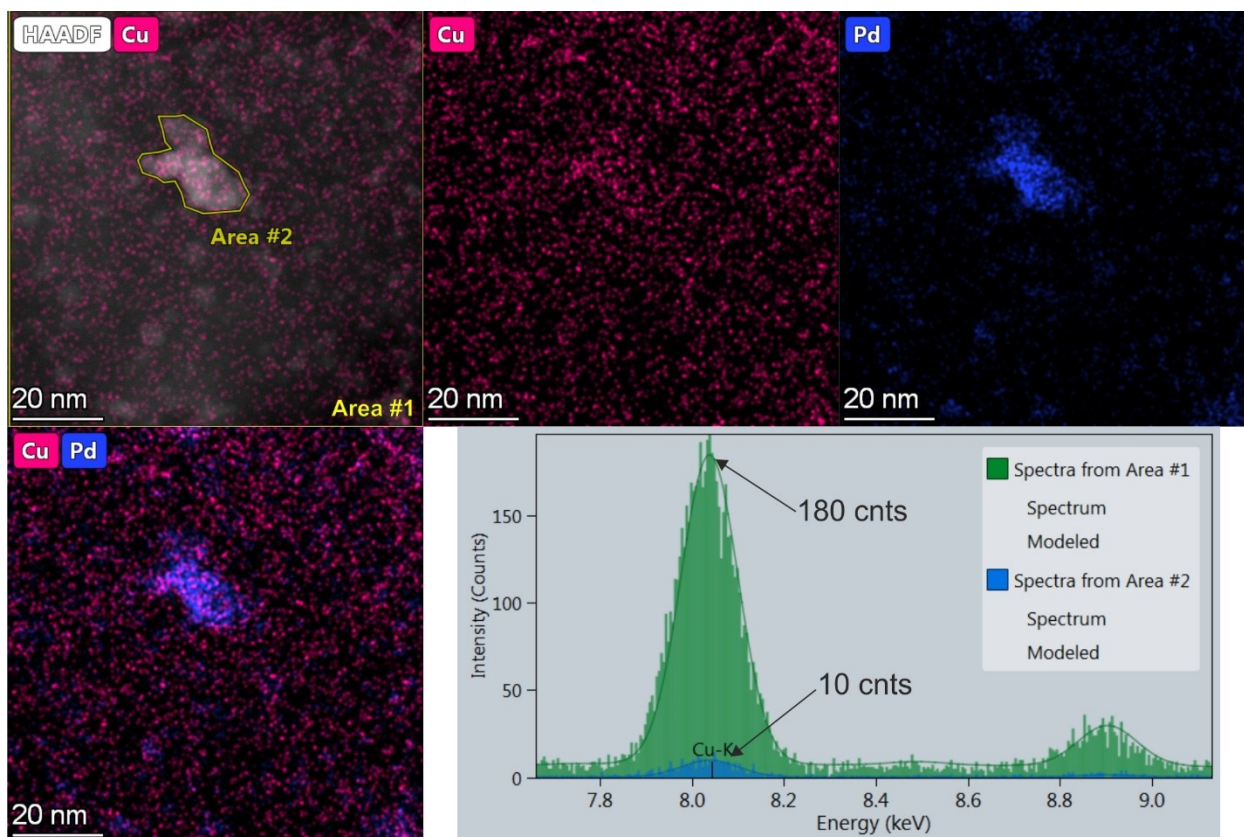 HAADF Cu
Area #2
20 nm
Area #1
Cu
20 nm
Pd
20 nm
Cu Pd
20 nm
Intensity (Counts)
150
100
50
0
180 cnts
10 cnts
Cu-K
Spectra from Area #1
Spectrum
Modeled
Spectra from Area #2
Spectrum
Modeled
7.8 8.0 8.2 8.4 8.6 8.8 9.0
Energy (keV)